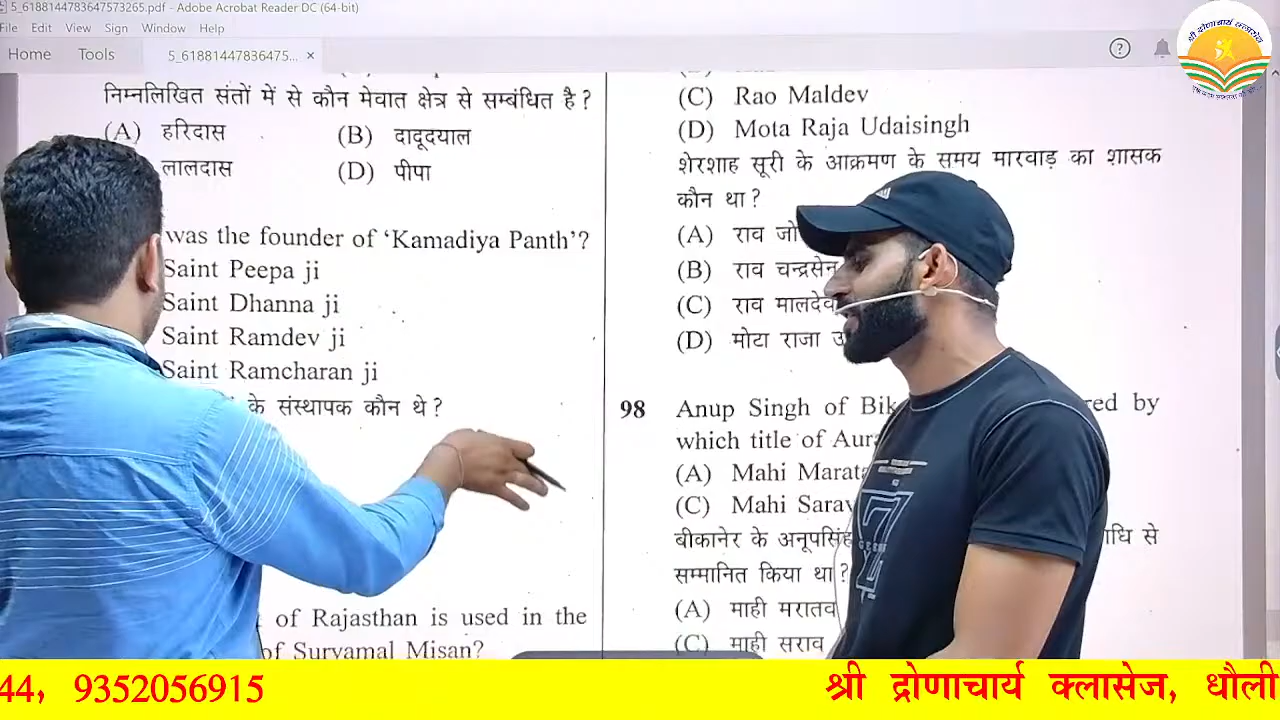 5_6188144783647573265.pdf - Adobe Acrobat Reader DC (64-bit)
File Edit View Sign Window Help
Home Tools 5_61881447836475... ×
श्री द्रोणाचार्य क्लासेज
निम्नलिखित संतों में से कौन मेवात क्षेत्र से सम्बंधित है ?
(A) हरिदास (B) दादूदयाल
लालदास (D) पीपा
was the founder of ‘Kamadiya Panth’?
Saint Peepa ji
Saint Dhanna ji
Saint Ramdev ji
Saint Ramcharan ji
के संस्थापक कौन थे ?
of Rajasthan is used in the
of Suryamal Misan?
(C) Rao Maldev
(D) Mota Raja Udaisingh
शेरशाह सूरी के आक्रमण के समय मारवाड़ का शासक
कौन था ?
(A) राव जो
(B) राव चन्द्रसेन
(C) राव मालदेव
(D) मोटा राजा
98 Anup Singh of Bik red by
which title of Aura
(A) Mahi Marata
(C) Mahi Sarav
बीकानेर के अनूपसिंह ाधि से
सम्मानित किया था ?
(A) माही मरातव
(C) माही सराव
44, 9352056915 श्री द्रोणाचार्य क्लासेज, धौली